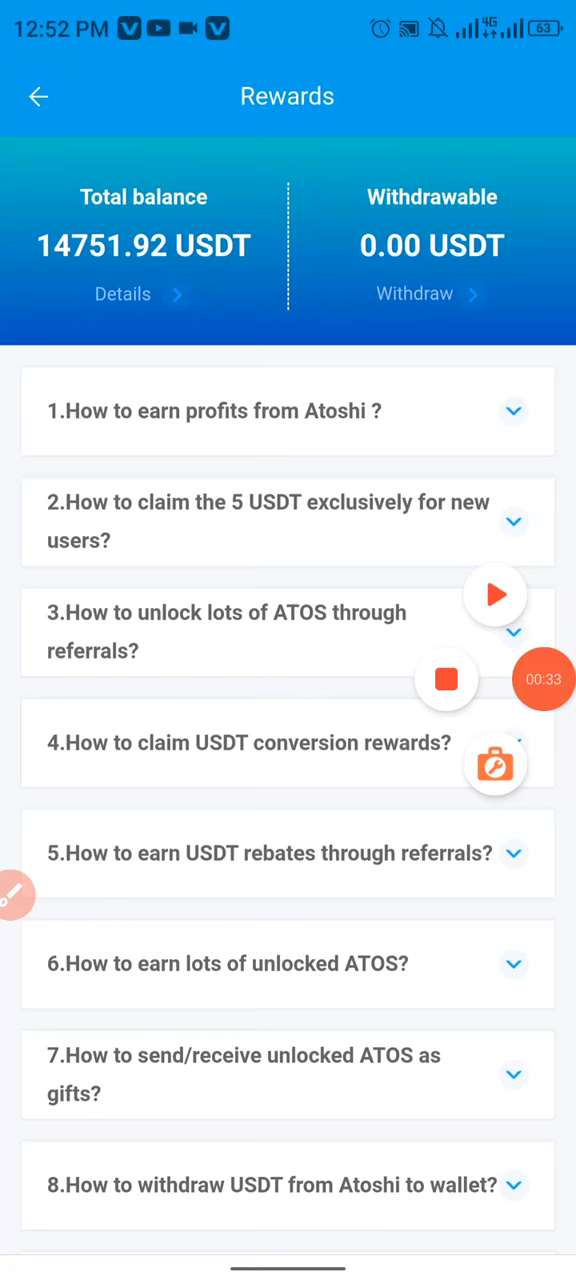 12:52 PM 4G 63
Rewards
Total balance
Withdrawable
14751.92 USDT
0.00 USDT
Details
Withdraw
1.How to earn profits from Atoshi ?
2.How to claim the 5 USDT exclusively for new
users?
3.How to unlock lots of ATOS through
referrals?
00:33
4.How to claim USDT conversion rewards?
5.How to earn USDT rebates through referrals?
6.How to earn lots of unlocked ATOS?
7.How to send/receive unlocked ATOS as
gifts?
8.How to withdraw USDT from Atoshi to wallet?